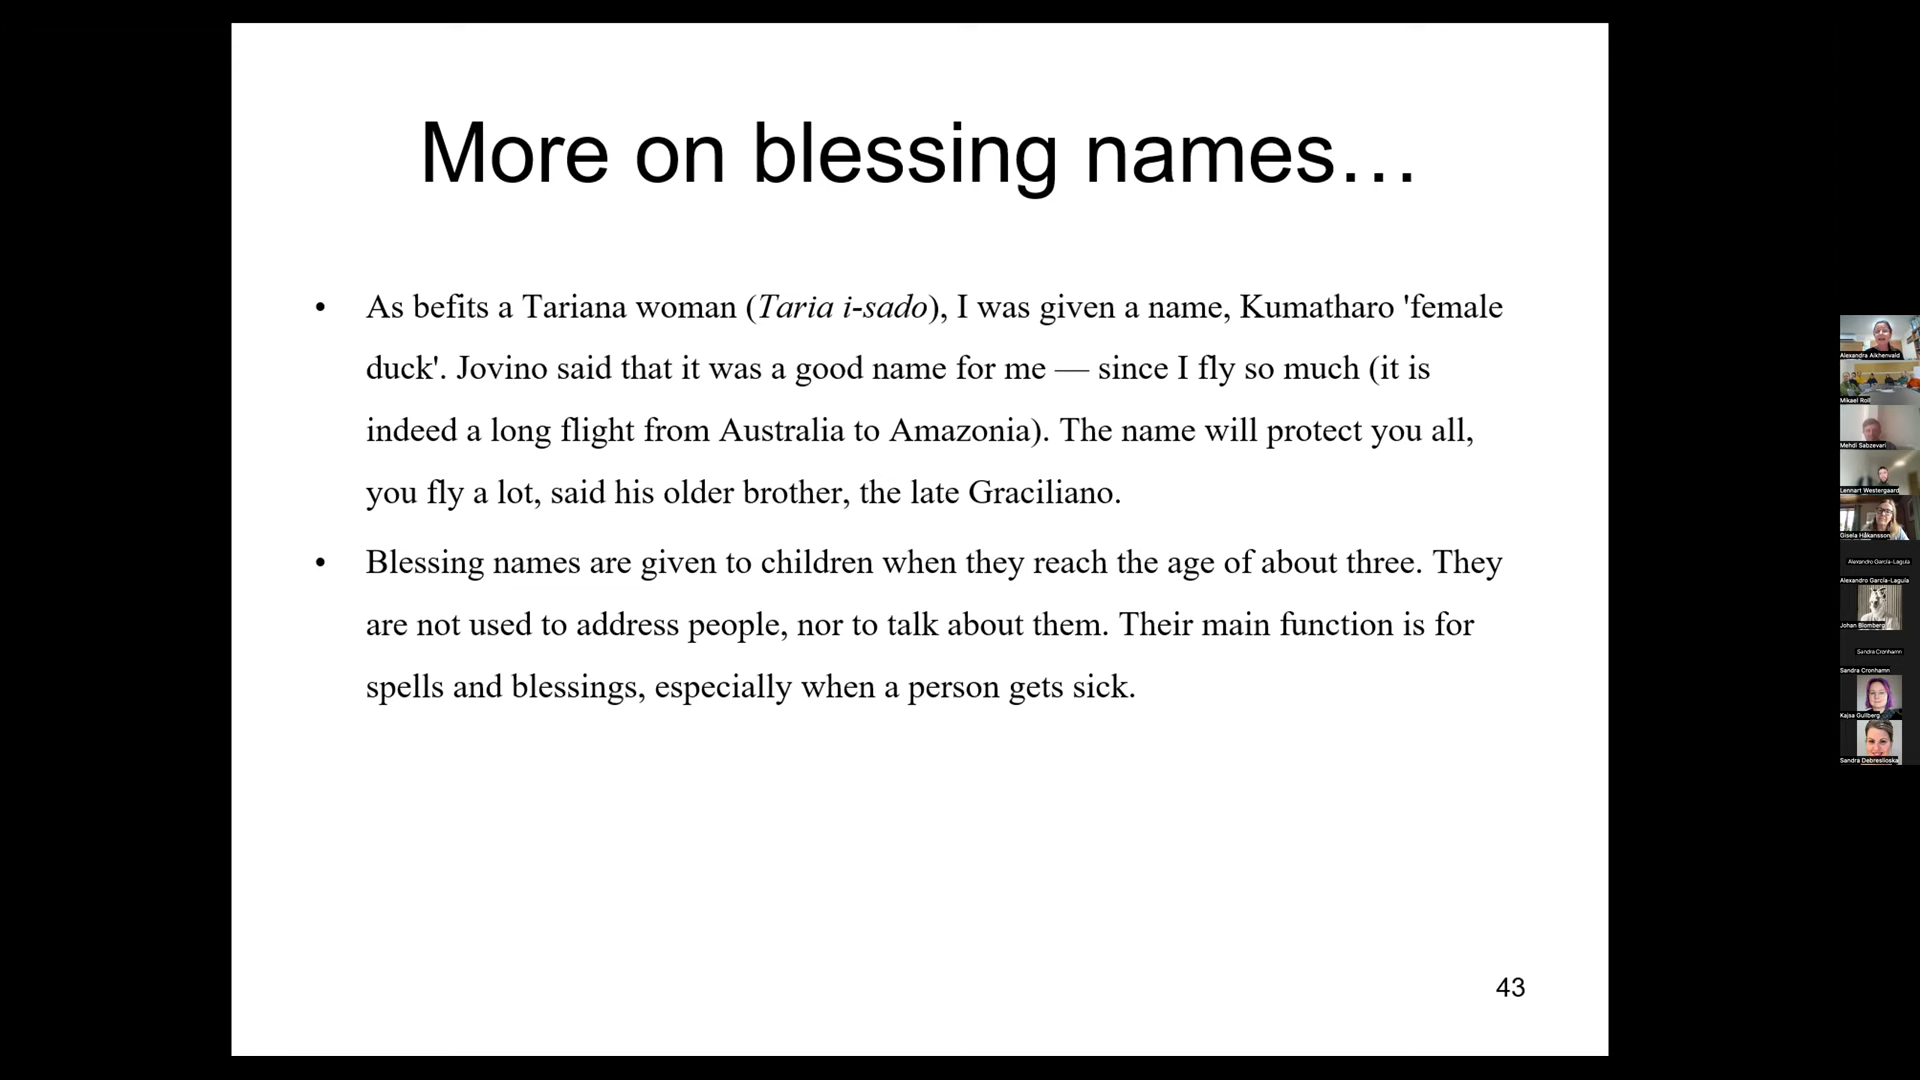 More on blessing names…
• As befits a Tariana woman (Taria i-sado), I was given a name, Kumatharo 'female
duck'. Jovino said that it was a good name for me — since I fly so much (it is
indeed a long flight from Australia to Amazonia). The name will protect you all,
you fly a lot, said his older brother, the late Graciliano.
• Blessing names are given to children when they reach the age of about three. They
are not used to address people, nor to talk about them. Their main function is for
spells and blessings, especially when a person gets sick.
43
Alexandra Aikhenvald
Mikael Roll
Mehdi Sabzevari
Lennart Westergaard
Gisela Håkansson
Alexandro Garcia-Laguia
Alexandro Garcia-Laguia
Johan Blomberg
Sandra Cronhamn
Sandra Cronhamn
Kajsa Gullberg
Sandra Debreslioska